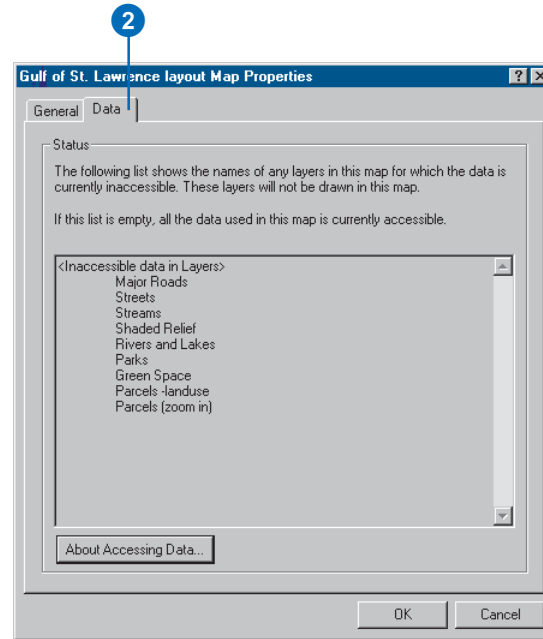 2
Gulf of St. Lawrence layout Map Properties
General Data
Status
The following list shows the names of any layers in this map for which the data is
currently inaccessible. These layers will not be drawn in this map.
If this list is empty, all the data used in this map is currently accessible.
<Inaccessible data in Layers>
Major Roads
Streets
Streams
Shaded Relief
Rivers and Lakes
Parks
Green Space
Parcels -landuse
Parcels (zoom in)
About Accessing Data...
OK Cancel